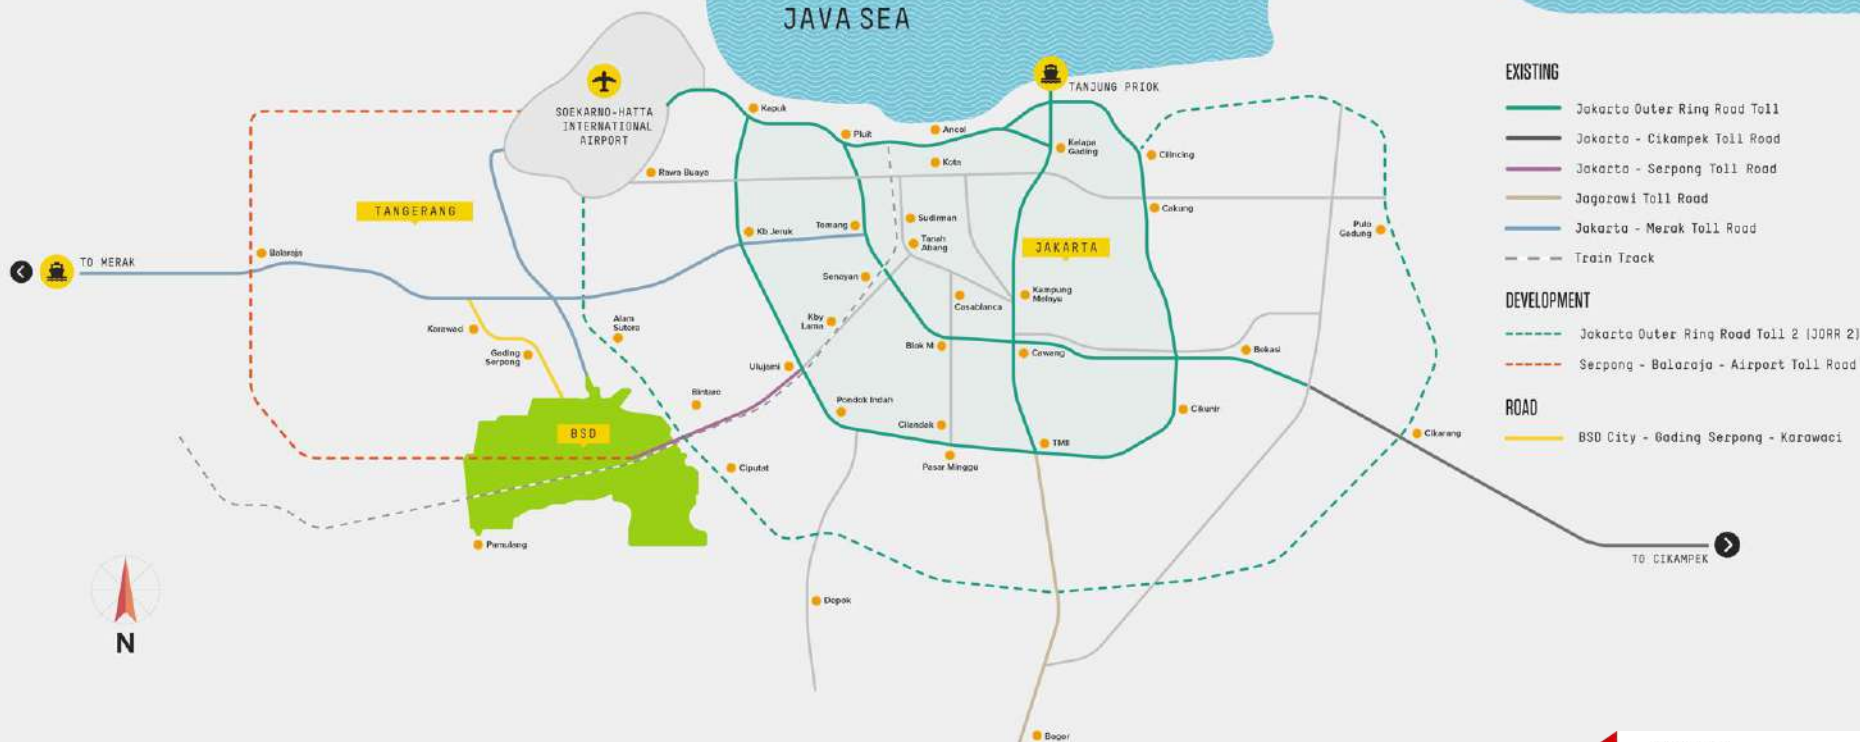 JAVA SEA
TANJUNG PRIOK
SOEKARNO-HATTA
INTERNATIONAL
AIRPORT
Kapuk
Pluit
Ancol
Kota
Kelapa
Gading
Cilincing
Rawa Buaya
TANGERANG
Cakung
Sudirman
Tomang
Kb Jeruk
Tanah
Abang
JAKARTA
Pulo
Gadung
TO MERAK
Balaraja
Senayan
Casablanca
Kampung
Melayu
Karawaci
Gading
Serpong
Alam
Sutera
Kby
Lama
Blok M
Cawang
Bekasi
Ulujami
Bintaro
Pondok Indah
Cilandak
Cikunir
BSD
TMII
Cikarang
Ciputat
Pasar Minggu
Pamulang
TO CIKAMPEK
Depok
N
Bogor
EXISTING
Jakarta Outer Ring Road Toll
Jakarta - Cikampek Toll Road
Jakarta - Serpong Toll Road
Jagorawi Toll Road
Jakarta - Merak Toll Road
Train Track
DEVELOPMENT
Jakarta Outer Ring Road Toll 2 (JORR 2)
Serpong - Balaraja - Airport Toll Road
ROAD
BSD City - Gading Serpong - Karawaci